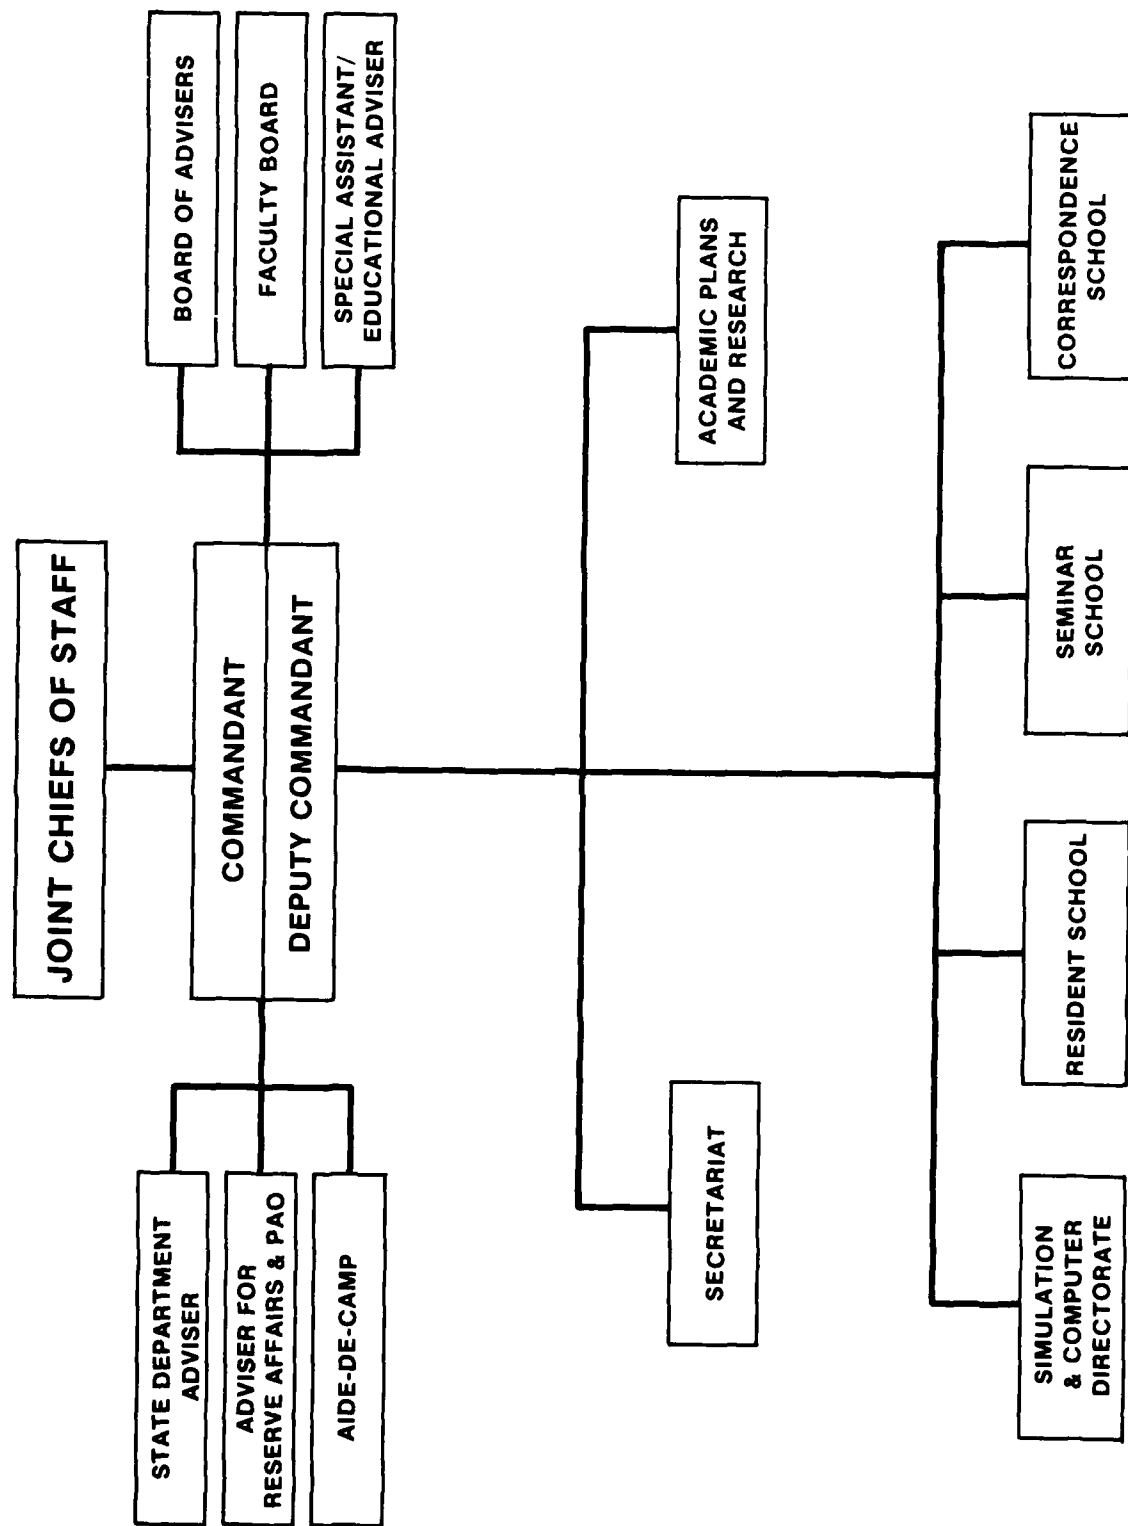 JOINT CHIEFS OF STAFF
COMMANDANT
DEPUTY COMMANDANT
STATE DEPARTMENT
ADVISER
ADVISER FOR
RESERVE AFFAIRS & PAO
AIDE-DE-CAMP
BOARD OF ADVISERS
FACULTY BOARD
SPECIAL ASSISTANT/
EDUCATIONAL ADVISER
SECRETARIAT
ACADEMIC PLANS
AND RESEARCH
SIMULATION
& COMPUTER
DIRECTORATE
RESIDENT SCHOOL
SEMINAR
SCHOOL
CORRESPONDENCE
SCHOOL